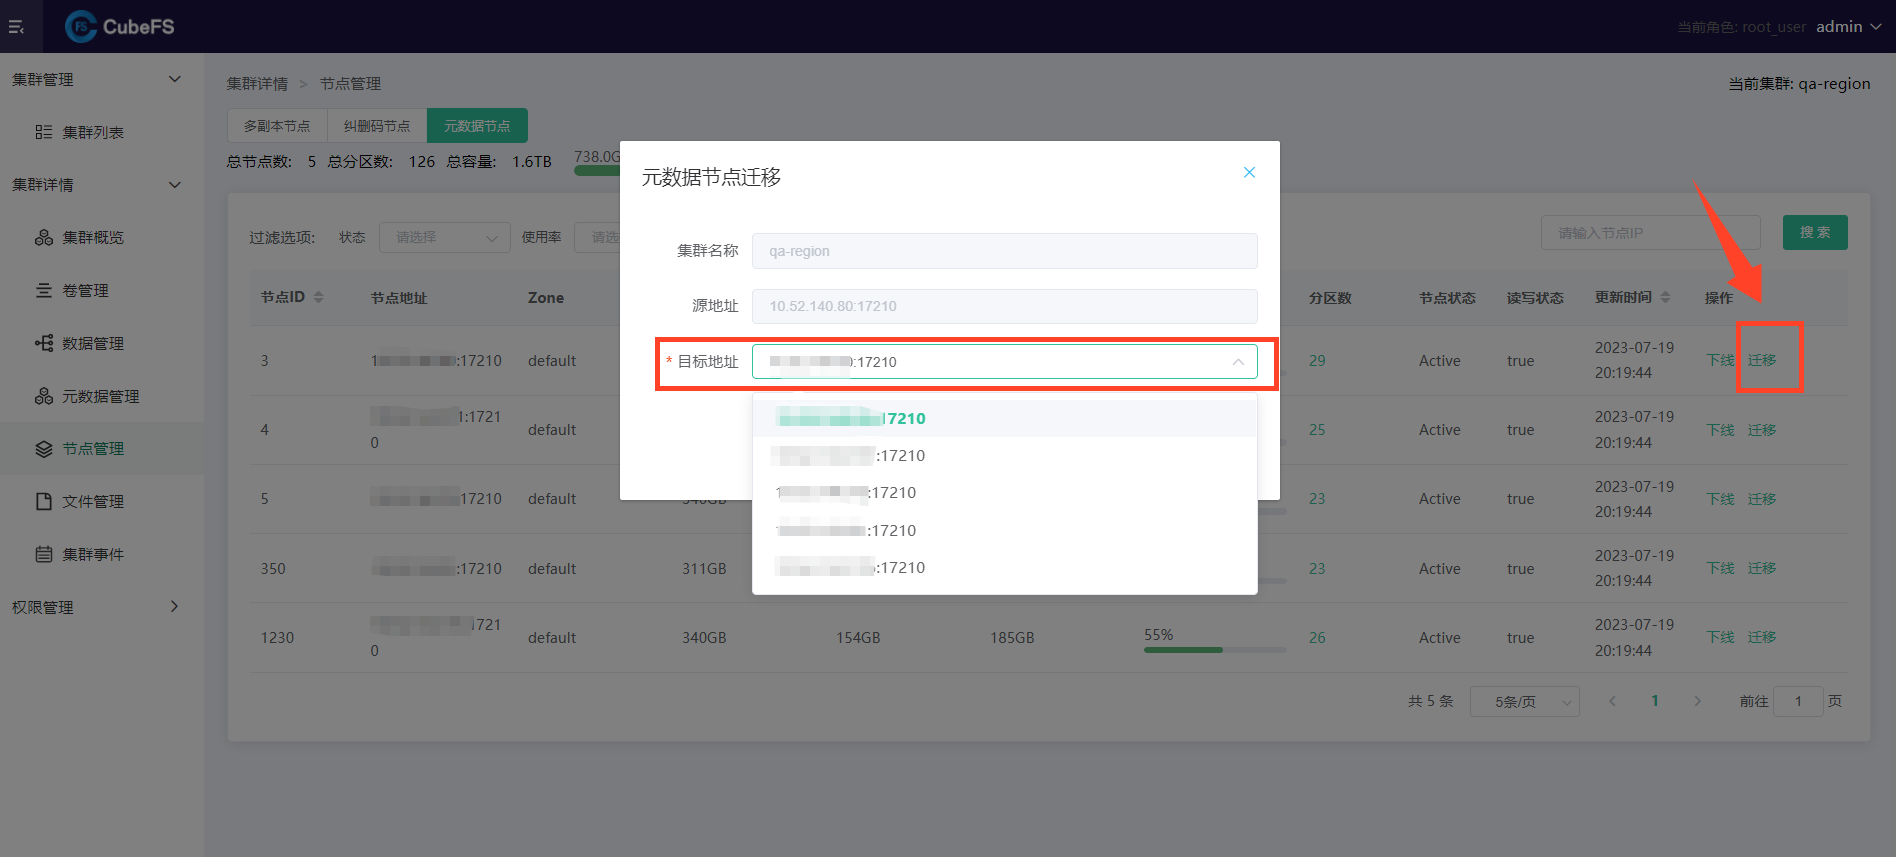 CubeFS
当前角色: root_user admin
集群管理
集群列表
集群详情
集群概览
卷管理
数据管理
元数据管理
节点管理
文件管理
集群事件
权限管理
集群详情 > 节点管理
当前集群: qa-region
多副本节点 纠删码节点 元数据节点
总节点数: 5 总分区数: 126 总容量: 1.6TB 738.0G
过滤选项: 状态 请选择 使用率 请选
请输入节点IP 搜 索
节点ID 节点地址 Zone 分区数 节点状态 读写状态 更新时间 操作
3 :17210 default 29 Active true 2023-07-19 20:19:44 下线 迁移
4 1:17210 default 25 Active true 2023-07-19 20:19:44 下线 迁移
5 17210 default 340GB 23 Active true 2023-07-19 20:19:44 下线 迁移
350 :17210 default 311GB 23 Active true 2023-07-19 20:19:44 下线 迁移
1230 17210 default 340GB 154GB 185GB 55% 26 Active true 2023-07-19 20:19:44 下线 迁移
共 5 条 5条/页 1 前往 1 页
元数据节点迁移
集群名称 qa-region
源地址 10.52.140.80:17210
* 目标地址 :17210
17210
:17210
:17210
:17210
:17210